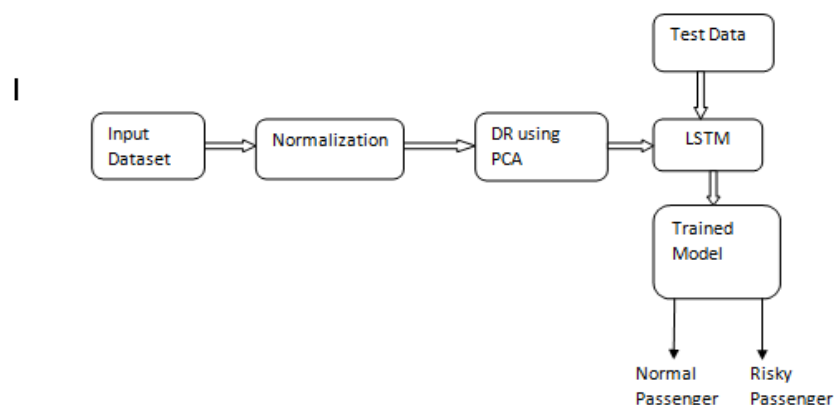 Test Data
I
Input
Dataset
Normalization
DR using
PCA
LSTM
Trained
Model
Normal
Passenger
Risky
Passenger